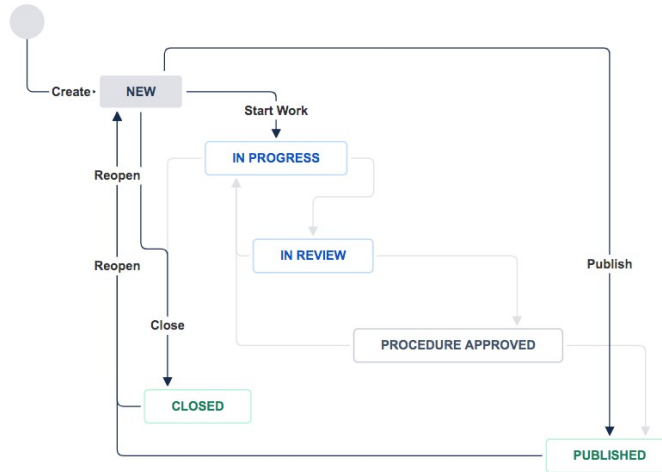 Create
NEW
Start Work
IN PROGRESS
Reopen
IN REVIEW
Reopen
Publish
Close
PROCEDURE APPROVED
CLOSED
PUBLISHED